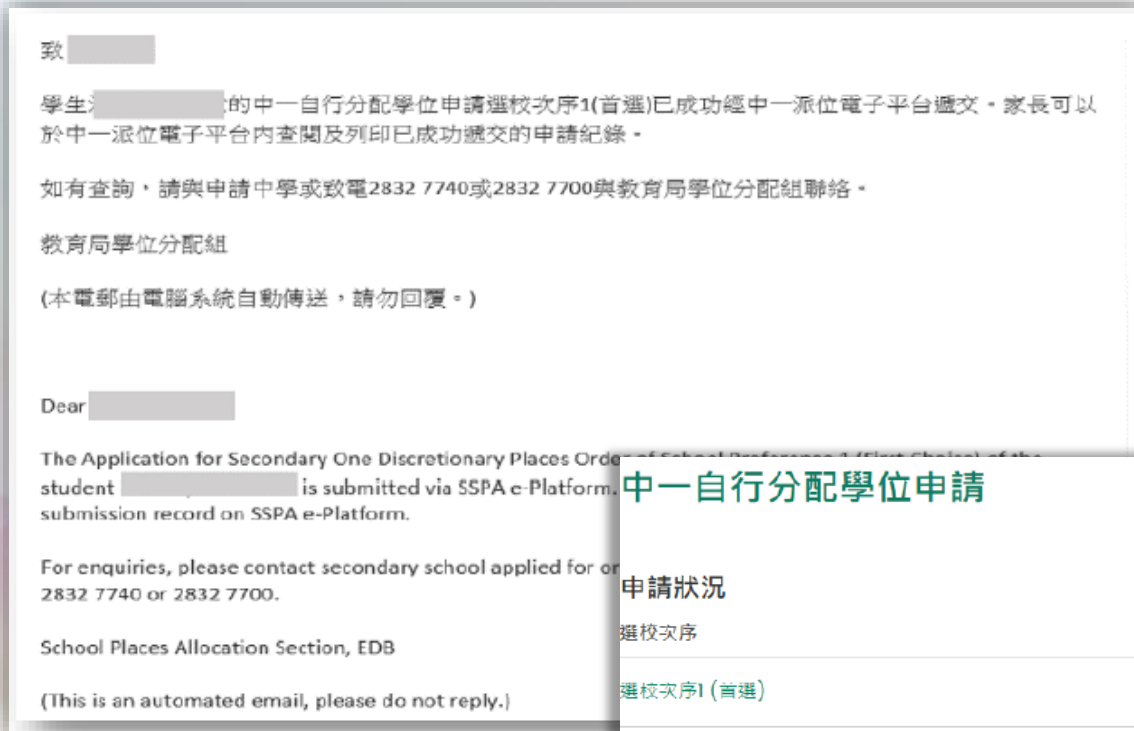 致
學生 的中一自行分配學位申請選校次序1(首選)已成功經中一派位電子平台遞交。家長可以
於中一派位電子平台內查閱及列印已成功遞交的申請紀錄。
如有查詢，請與申請中學或致電2832 7740或2832 7700與教育局學位分配組聯絡。
教育局學位分配組
(本電郵由電腦系統自動傳送，請勿回覆。)
Dear
The Application for Secondary One Discretionary Places Order of School Preference 1 (First Choice) of the
student is submitted via SSPA e-Platform.
submission record on SSPA e-Platform.
For enquiries, please contact secondary school applied for or
2832 7740 or 2832 7700.
School Places Allocation Section, EDB
(This is an automated email, please do not reply.)
中一自行分配學位申請
申請狀況
選校次序
選校次序1 (首選)